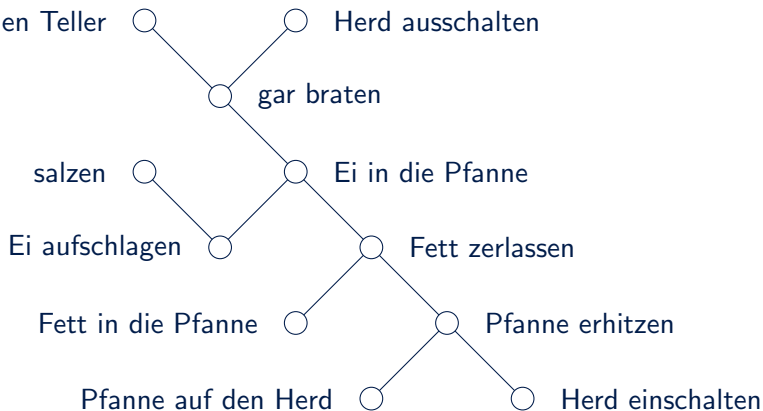 en Teller
Herd ausschalten
gar braten
salzen
Ei in die Pfanne
Ei aufschlagen
Fett zerlassen
Fett in die Pfanne
Pfanne erhitzen
Pfanne auf den Herd
Herd einschalten